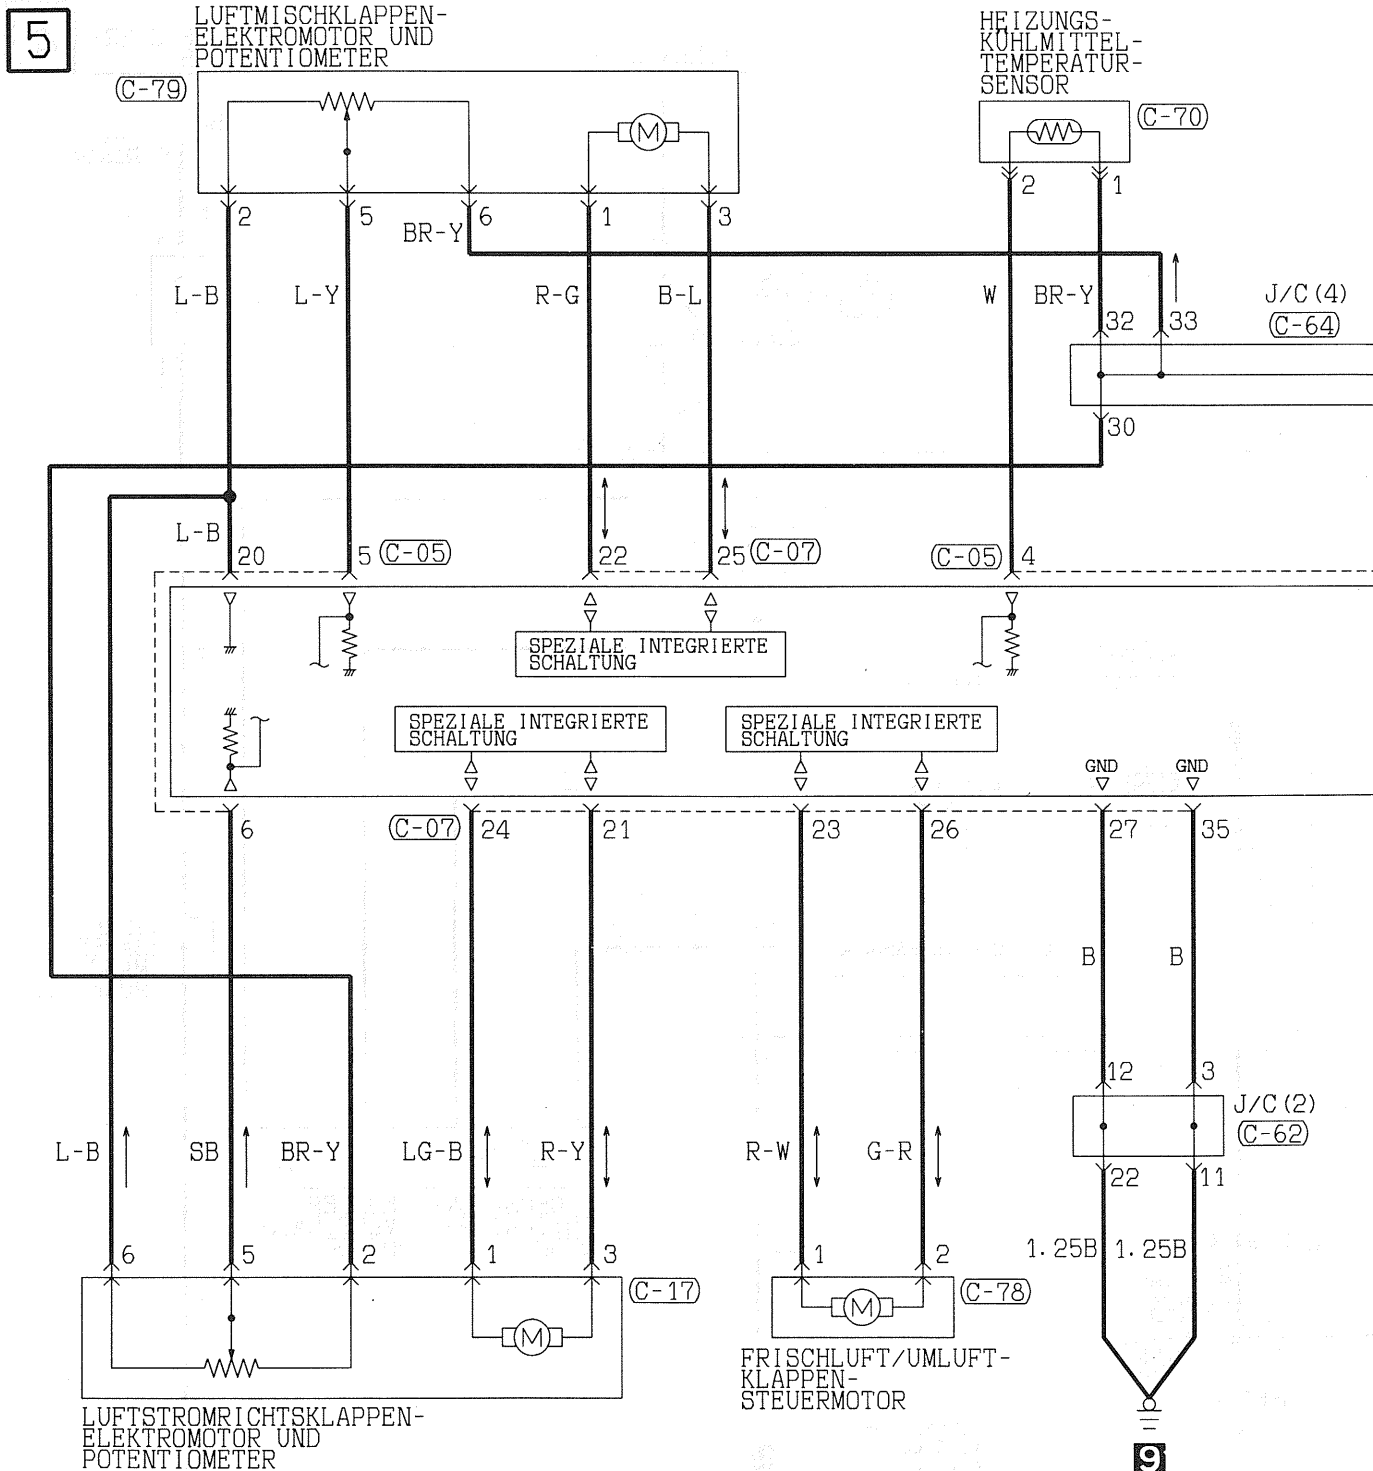 5
LUFTMISCHKLAPPEN-
ELEKTROMOTOR UND
POTENTIOMETER
(C-79)
M
HEIZUNGS-
KÜHLMITTEL-
TEMPERATUR-
SENSOR
(C-70)
2 5 6 1 3 2 1
BR-Y
L-B L-Y R-G B-L W BR-Y
J/C(4)
(C-64)
32 33
30
L-B
20 5 (C-05) 22 25 (C-07) (C-05) 4
SPEZIALE INTEGRIERTE
SCHALTUNG
SPEZIALE INTEGRIERTE
SCHALTUNG
SPEZIALE INTEGRIERTE
SCHALTUNG
GND GND
6 (C-07) 24 21 23 26 27 35
B B
12 3
J/C(2)
(C-62)
L-B SB BR-Y LG-B R-Y R-W G-R
22 11
1.25B 1.25B
6 5 2 1 3 1 2
(C-17)
(C-78)
M M
FRISCHLUFT/UMLUFT-
KLAPPEN-
STEUERMOTOR
LUFTSTROMRICHTSKLAPPEN-
ELEKTROMOTOR UND
POTENTIOMETER
9